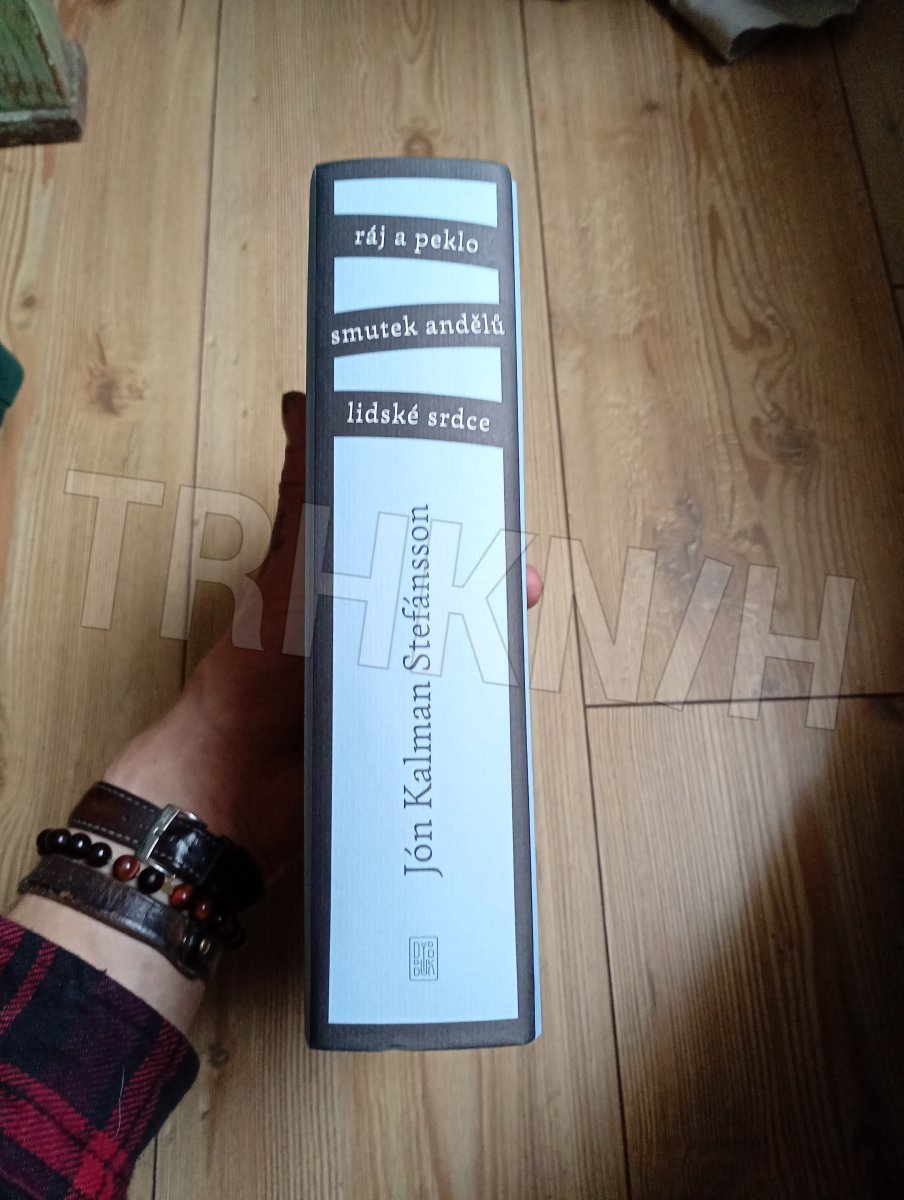 ráj a peklo
smutek andělů
lidské srdce
Jón Kalman Stefánsson
TRHKNIH